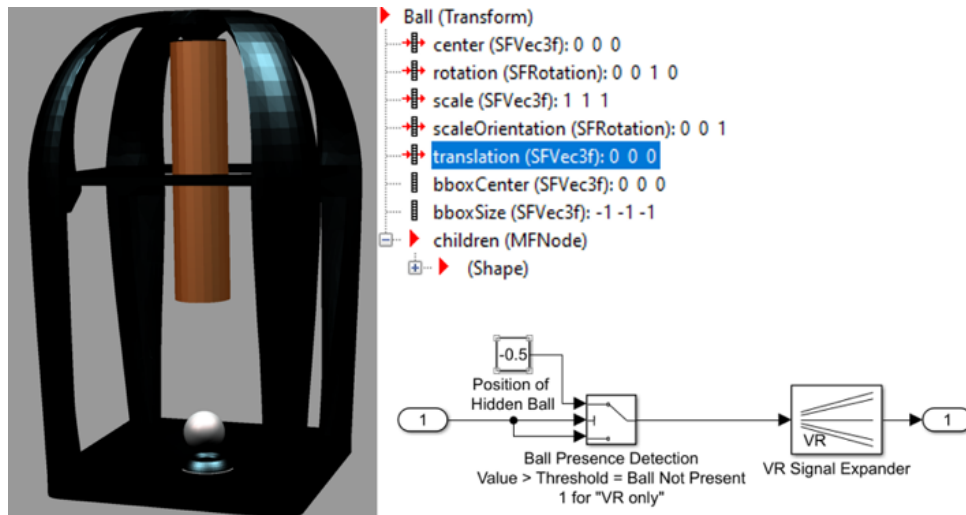 Ball (Transform)
center (SFVec3f): 0 0 0
rotation (SFRotation): 0 0 1 0
scale (SFVec3f): 1 1 1
scaleOrientation (SFRotation): 0 0 1
translation (SFVec3f): 0 0 0
bboxCenter (SFVec3f): 0 0 0
bboxSize (SFVec3f): -1 -1 -1
children (MFNode)
(Shape)
-0.5
Position of
Hidden Ball
1
VR
1
Ball Presence Detection
Value > Threshold = Ball Not Present
1 for "VR only"
VR Signal Expander